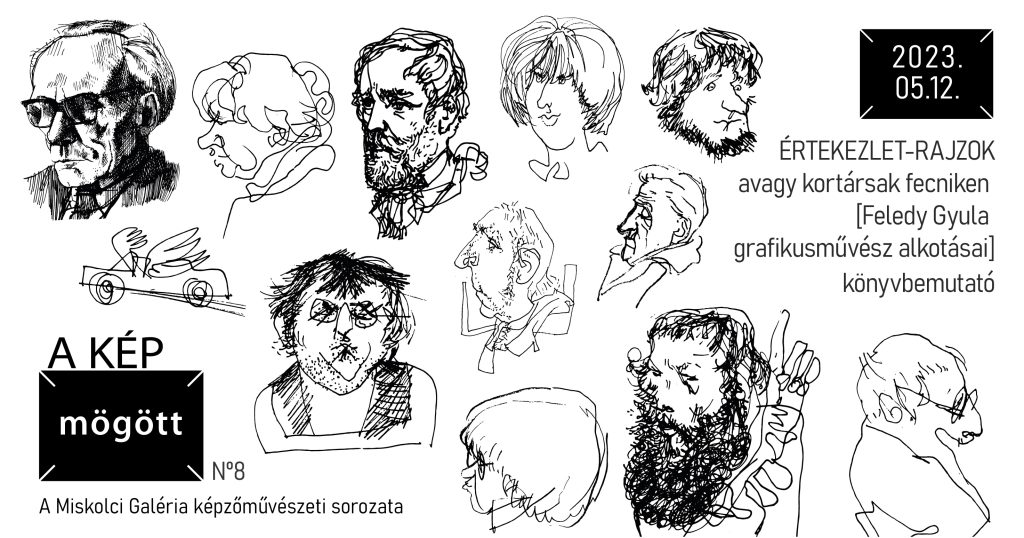 2023.
05.12.
ÉRTEKEZLET-RAJZOK
avagy kortársak fecniken
[Feledy Gyula
grafikusművész alkotásai]
könyvbemutató
A KÉP
mögött
N°8
A Miskolci Galéria képzőművészeti sorozata